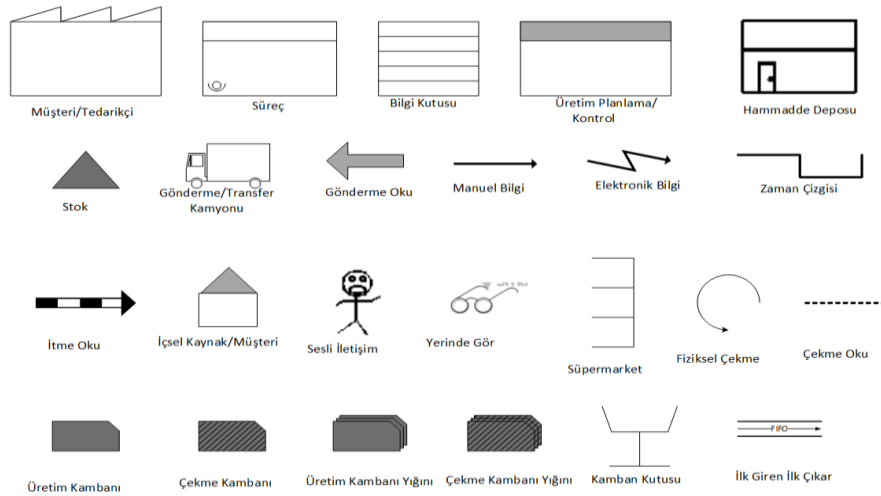 Müşteri/Tedarikçi
Süreç
Bilgi Kutusu
Üretim Planlama/
Kontrol
Hammadde Deposu
Stok
Gönderme/Transfer
Kamyonu
Gönderme Oku
Manuel Bilgi
Elektronik Bilgi
Zaman Çizgisi
İtme Oku
İçsel Kaynak/Müşteri
Sesli İletişim
Yerinde Gör
Süpermarket
Fiziksel Çekme
Çekme Oku
FIFO
Üretim Kambanı
Çekme Kambanı
Üretim Kambanı Yığını
Çekme Kambanı Yığını
Kamban Kutusu
İlk Giren İlk Çıkar